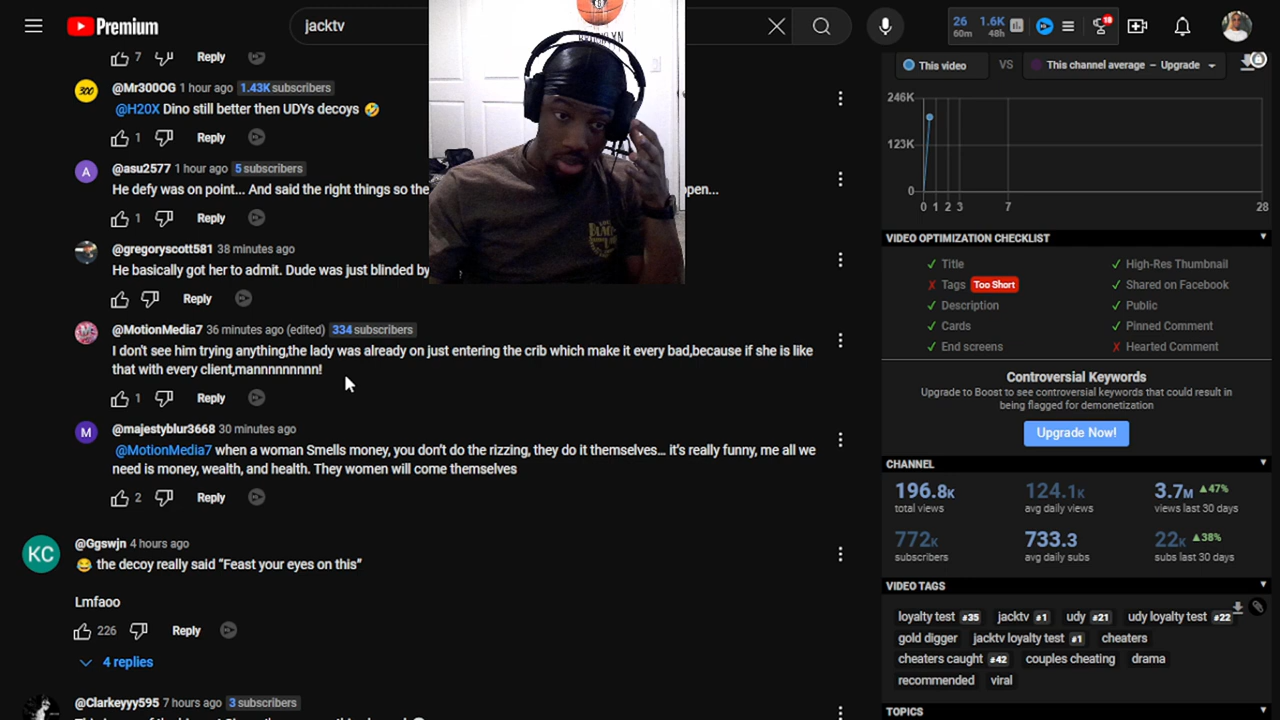 Premium
jacktv
26 1.6K
60m 48h
18
7 Reply
@Mr300OG 1 hour ago 1.43K subscribers
@H20X Dino still better then UDYs decoys 🤣
1 Reply
A @asu2577 1 hour ago 5 subscribers
He defy was on point... And said the right things so the
pen...
1 Reply
@gregoryscott581 38 minutes ago
He basically got her to admit. Dude was just blinded by
Reply
@MotionMedia7 36 minutes ago (edited) 334 subscribers
I don't see him trying anything,the lady was already on just entering the crib which make it every bad,because if she is like
that with every client,mannnnnnnnn!
1 Reply
M @majestyblur3668 30 minutes ago
@MotionMedia7 when a woman Smells money, you don't do the rizzing, they do it themselves... it's really funny, me all we
need is money, wealth, and health. They women will come themselves
2 Reply
KC @Ggswjn 4 hours ago
😂 the decoy really said “Feast your eyes on this”
Lmfaoo
226 Reply
4 replies
@Clarkeyyy595 7 hours ago 3 subscribers
This video VS This channel average – Upgrade
246K
123K
0
0 1 2 3 7 28
VIDEO OPTIMIZATION CHECKLIST
✓ Title ✓ High-Res Thumbnail
✗ Tags Too Short ✓ Shared on Facebook
✓ Description ✓ Public
✓ Cards ✓ Pinned Comment
✓ End screens ✗ Hearted Comment
Controversial Keywords
Upgrade to Boost to see controversial keywords that could result in
being flagged for demonetization
Upgrade Now!
CHANNEL
196.8K 124.1K 3.7M ▲47%
total views avg daily views views last 30 days
772K 733.3 22K ▲38%
subscribers avg daily subs subs last 30 days
VIDEO TAGS
loyalty test #35 jacktv #1 udy #21 udy loyalty test #22
gold digger jacktv loyalty test #1 cheaters
cheaters caught #42 couples cheating drama
recommended viral
TOPICS